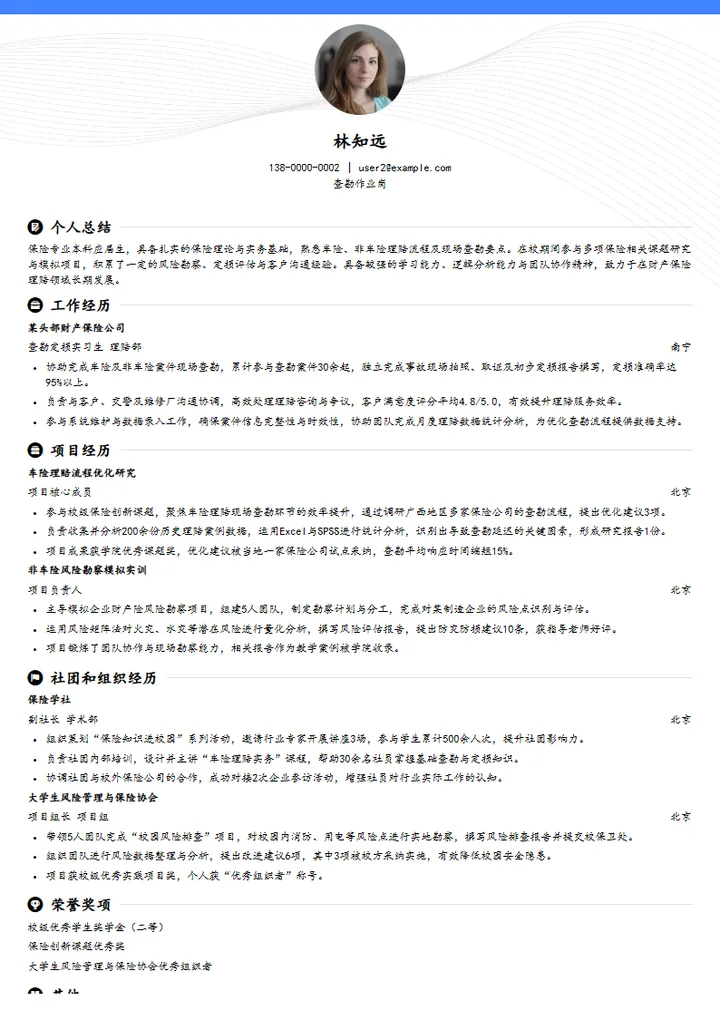 林知远
138-0000-0002 | user2@example.com
查勘作业岗
个人总结
保险专业本科应届生，具备扎实的保险理论与实务基础，熟悉车险、非车险理赔流程及现场查勘要点。在校期间参与多项保险相关课题研究
与模拟项目，积累了一定的风险勘察、定损评估与客户沟通经验。具备较强的学习能力、逻辑分析能力与团队协作精神，致力于在财产保险
理赔领域长期发展。
工作经历
某头部财产保险公司
查勘定损实习生 理赔部 南宁
• 协助完成车险及非车险案件现场查勘，累计参与查勘案件30余起，独立完成事故现场拍照、取证及初步定损报告撰写，定损准确率达
95%以上。
• 负责与客户、交警及维修厂沟通协调，高效处理理赔咨询与争议，客户满意度评分平均4.8/5.0，有效提升理赔服务效率。
• 参与系统维护与数据录入工作，确保案件信息完整性与时效性，协助团队完成月度理赔数据统计分析，为优化查勘流程提供数据支持。
项目经历
车险理赔流程优化研究
项目核心成员 北京
• 参与校级保险创新课题，聚焦车险理赔现场查勘环节的效率提升，通过调研广西地区多家保险公司的查勘流程，提出优化建议3项。
• 负责收集并分析200余份历史理赔案例数据，运用Excel与SPSS进行统计分析，识别出导致查勘延迟的关键因素，形成研究报告1份。
• 项目成果获学院优秀课题奖，优化建议被当地一家保险公司试点采纳，查勘平均响应时间缩短15%。
非车险风险勘察模拟实训
项目负责人 北京
• 主导模拟企业财产险风险勘察项目，组建5人团队，制定勘察计划与分工，完成对某制造企业的风险点识别与评估。
• 运用风险矩阵法对火灾、水灾等潜在风险进行量化分析，撰写风险评估报告，提出防灾防损建议10条，获指导老师好评。
• 项目锻炼了团队协作与现场勘察能力，相关报告作为教学案例被学院收录。
社团和组织经历
保险学社
副社长 学术部 北京
• 组织策划“保险知识进校园”系列活动，邀请行业专家开展讲座3场，参与学生累计500余人次，提升社团影响力。
• 负责社团内部培训，设计并主讲“车险理赔实务”课程，帮助30余名社员掌握基础查勘与定损知识。
• 协调社团与校外保险公司的合作，成功对接2次企业参访活动，增强社员对行业实际工作的认知。
大学生风险管理与保险协会
项目组长 项目组 北京
• 带领5人团队完成“校园风险排查”项目，对校园内消防、用电等风险点进行实地勘察，撰写风险排查报告并提交校保卫处。
• 组织团队进行风险数据整理与分析，提出改进建议6项，其中3项被校方采纳实施，有效降低校园安全隐患。
• 项目获校级优秀实践项目奖，个人获“优秀组织者”称号。
荣誉奖项
校级优秀学生奖学金（二等）
保险创新课题优秀奖
大学生风险管理与保险协会优秀组织者